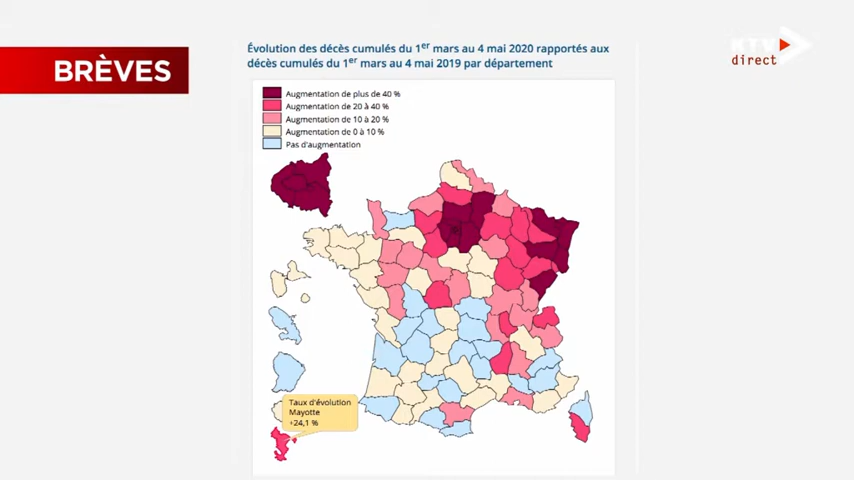 Évolution des décès cumulés du 1er mars au 4 mai 2020 rapportés aux
décès cumulés du 1er mars au 4 mai 2019 par département
BRÈVES
KTV
direct
Augmentation de plus de 40 %
Augmentation de 20 à 40 %
Augmentation de 10 à 20 %
Augmentation de 0 à 10 %
Pas d'augmentation
Taux d'évolution
Mayotte
+24,1 %